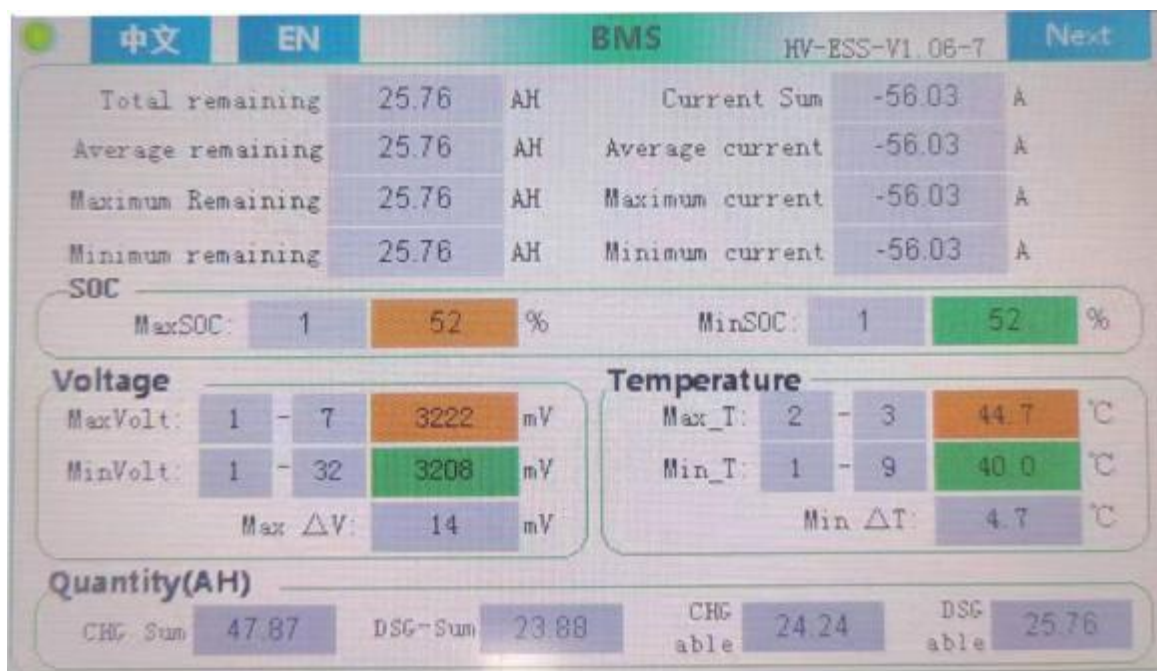 中文 EN BMS HV-ESS-V1.06-7 Next
Total remaining 25.76 AH Current Sum -56.03 A
Average remaining 25.76 AH Average current -56.03 A
Maximum Remaining 25.76 AH Maximum current -56.03 A
Minimum remaining 25.76 AH Minimum current -56.03 A
SOC
MaxSOC: 1 52 % MinSOC: 1 52 %
Voltage Temperature
MaxVolt: 1 - 7 3222 mV Max_T: 2 - 3 44.7 ℃
MinVolt: 1 - 32 3208 mV Min_T: 1 - 9 40.0 ℃
Max △V: 14 mV Min △T: 4.7 ℃
Quantity(AH)
CHG Sum 47.87 DSG-Sum 23.88 CHG able 24.24 DSG able 25.76